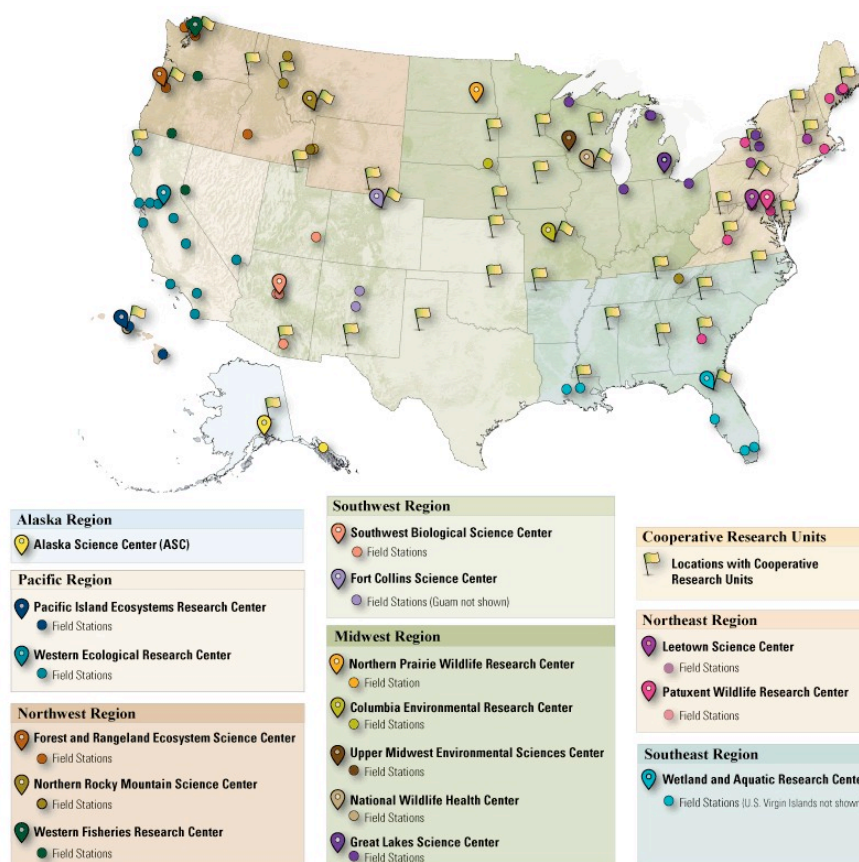 Alaska Region
Alaska Science Center (ASC)
Pacific Region
Pacific Island Ecosystems Research Center
Field Stations
Western Ecological Research Center
Field Stations
Northwest Region
Forest and Rangeland Ecosystem Science Center
Field Stations
Northern Rocky Mountain Science Center
Field Stations
Western Fisheries Research Center
Field Stations
Southwest Region
Southwest Biological Science Center
Field Stations
Fort Collins Science Center
Field Stations (Guam not shown)
Midwest Region
Northern Prairie Wildlife Research Center
Field Station
Columbia Environmental Research Center
Field Stations
Upper Midwest Environmental Sciences Center
Field Stations
National Wildlife Health Center
Field Stations
Great Lakes Science Center
Field Stations
Cooperative Research Units
Locations with Cooperative
Research Units
Northeast Region
Leetown Science Center
Field Stations
Patuxent Wildlife Research Center
Field Stations
Southeast Region
Wetland and Aquatic Research Cente
Field Stations (U.S. Virgin Islands not shown